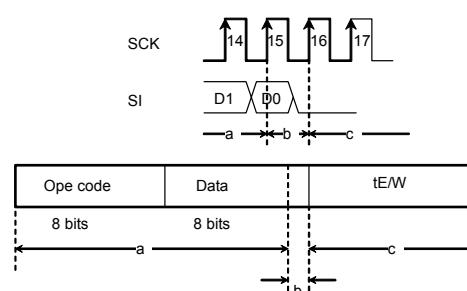 SCK 14 15 16 17
SI D1 D0
a b c
Ope code Data tE/W
8 bits 8 bits
a c
b